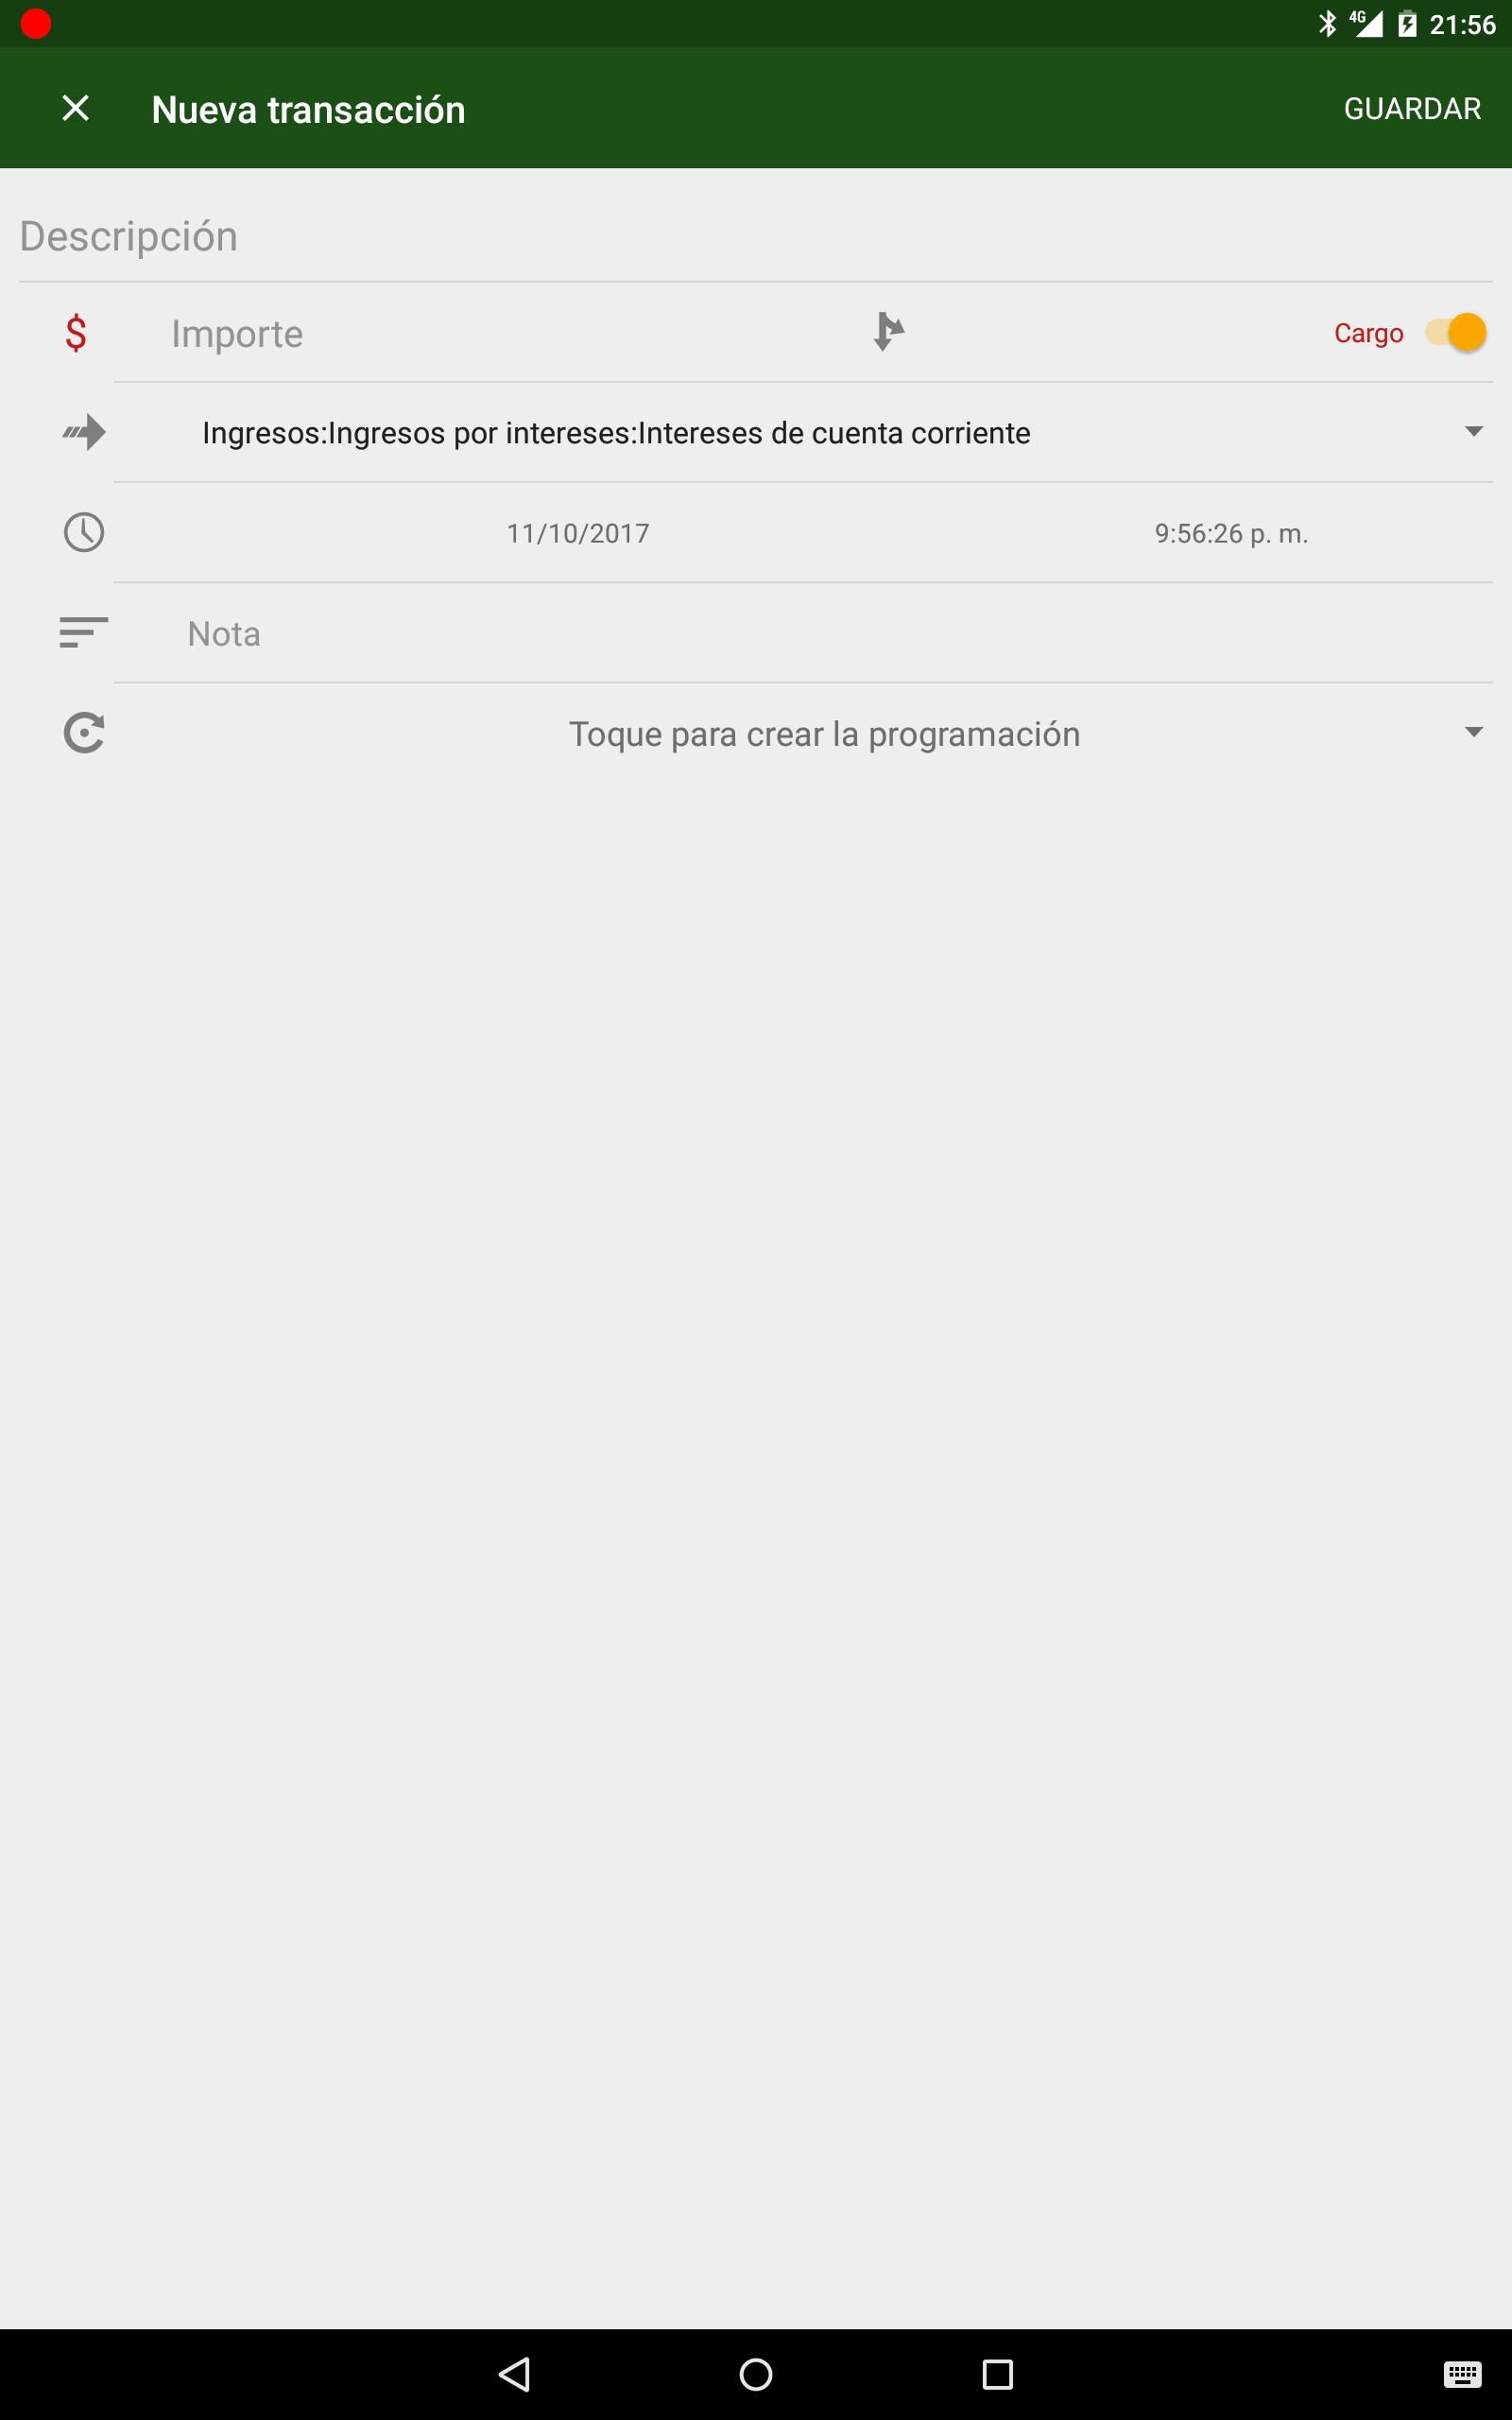 4G 21:56
Nueva transacción GUARDAR
Descripción
$ Importe Cargo
Ingresos:Ingresos por intereses:Intereses de cuenta corriente
11/10/2017 9:56:26 p. m.
Nota
Toque para crear la programación